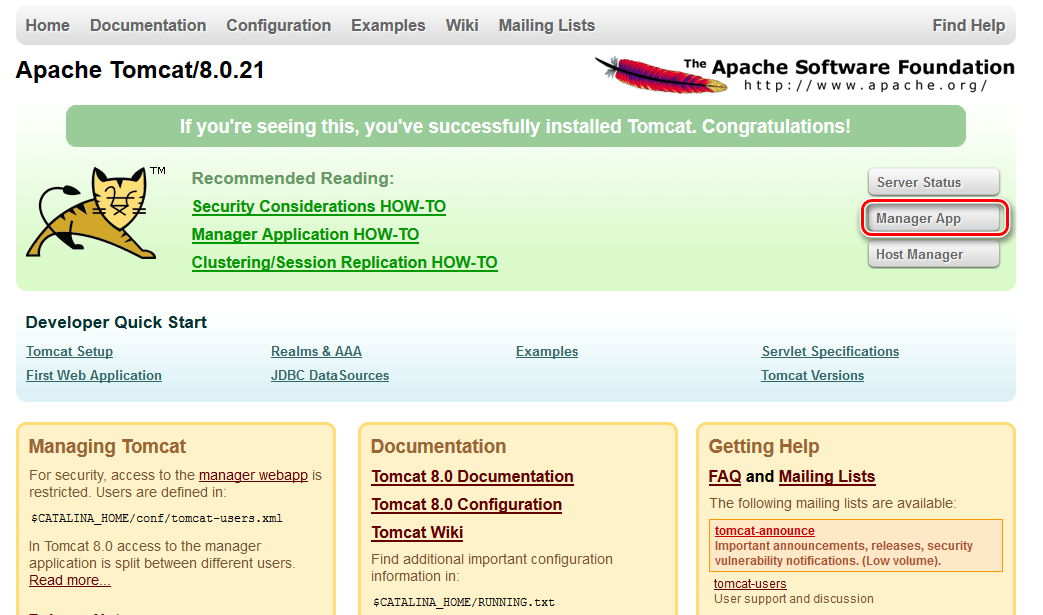 Home Documentation Configuration Examples Wiki Mailing Lists Find Help
Apache Tomcat/8.0.21
The Apache Software Foundation
http://www.apache.org/
If you're seeing this, you've successfully installed Tomcat. Congratulations!
TM
Recommended Reading:
Security Considerations HOW-TO
Manager Application HOW-TO
Clustering/Session Replication HOW-TO
Server Status
Manager App
Host Manager
Developer Quick Start
Tomcat Setup
First Web Application
Realms & AAA
JDBC DataSources
Examples
Servlet Specifications
Tomcat Versions
Managing Tomcat
For security, access to the manager webapp is
restricted. Users are defined in:
$CATALINA_HOME/conf/tomcat-users.xml
In Tomcat 8.0 access to the manager
application is split between different users.
Read more...
Documentation
Tomcat 8.0 Documentation
Tomcat 8.0 Configuration
Tomcat Wiki
Find additional important configuration
information in:
$CATALINA_HOME/RUNNING.txt
Getting Help
FAQ and Mailing Lists
The following mailing lists are available:
tomcat-announce
Important announcements, releases, security
vulnerability notifications. (Low volume).
tomcat-users
User support and discussion